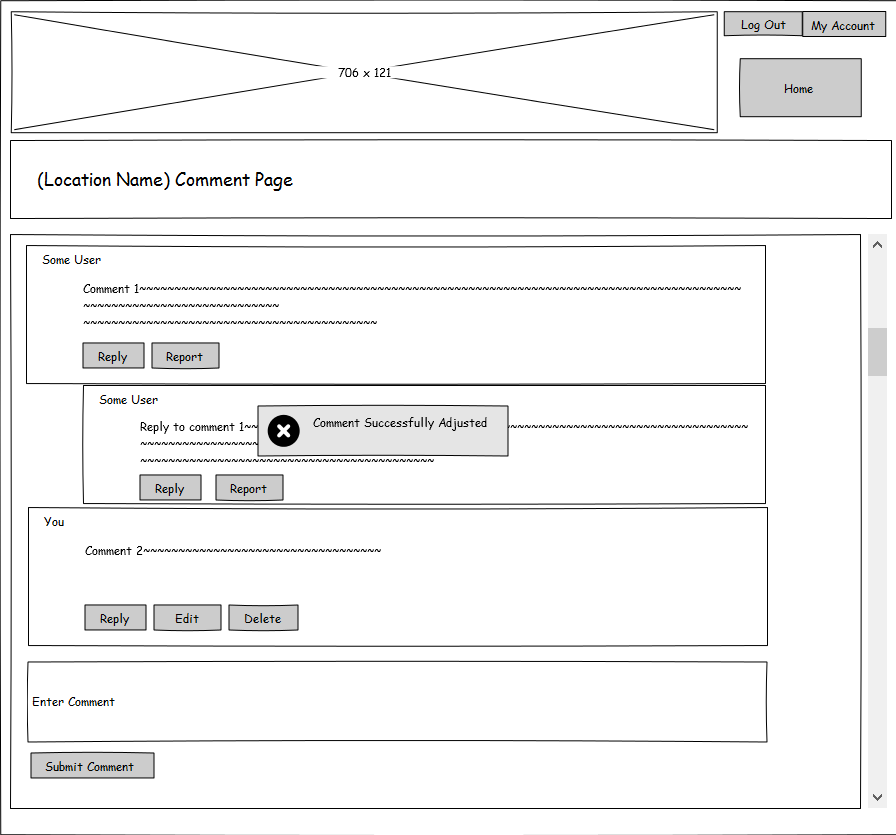 Log Out
My Account
706 x 121
Home
(Location Name) Comment Page
Some User
Comment 1~~~~~~~~~~~~~~~~~~~~~~~~~~~~~~~~~~~~~~~~~~~~~~~~~~~~~~~~~~~~~~~~~~~~~~~~~~~~~~~~~~~~~~
~~~~~~~~~~~~~~~~~~~~~~~~~~~~
~~~~~~~~~~~~~~~~~~~~~~~~~~~~~~~~~~~~~~~~~~
Reply
Report
Some User
Reply to comment 1~~
~~~~~~~~~~~~~~~~~~~~~~~~~~~~~~~~~~
~~~~~~~~~~~~~~~~~
~~~~~~~~~~~~~~~~~~~~~~~~~~~~~~~~~~~~~~~~~~
Comment Successfully Adjusted
Reply
Report
You
Comment 2~~~~~~~~~~~~~~~~~~~~~~~~~~~~~~~~~~
Reply
Edit
Delete
Enter Comment
Submit Comment